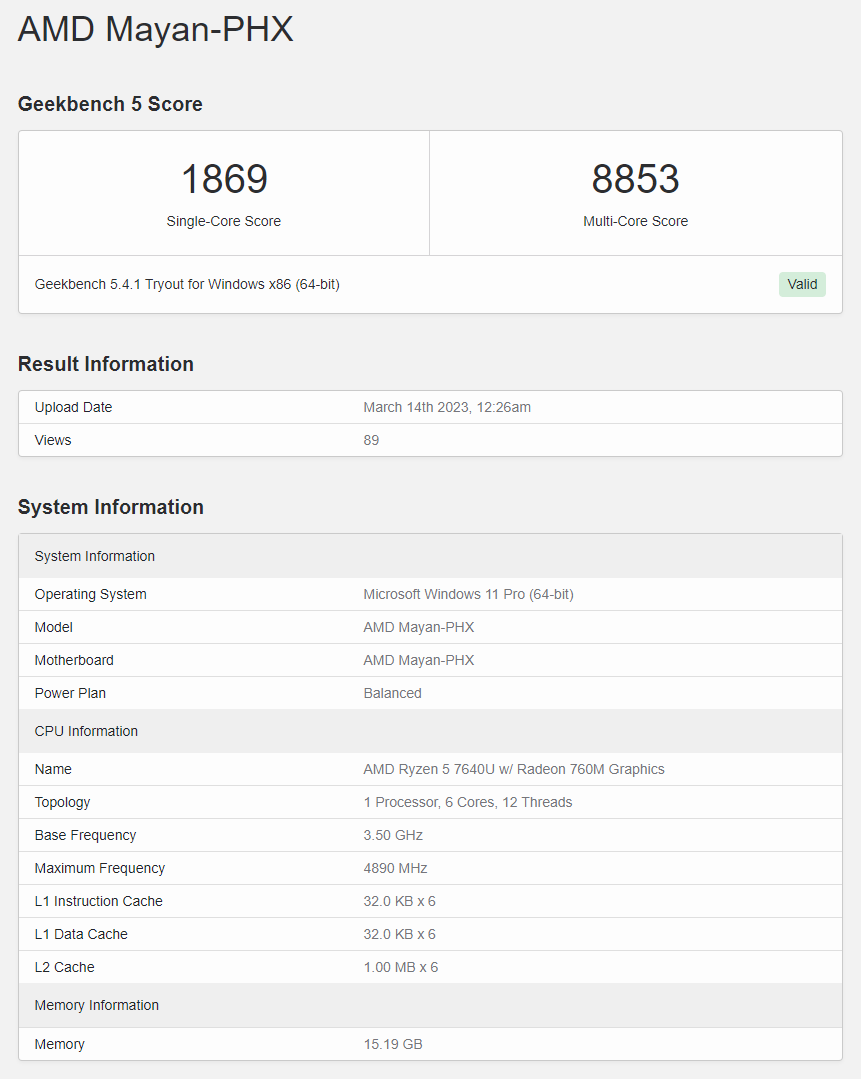 AMD Mayan-PHX
Geekbench 5 Score
1869
Single-Core Score
8853
Multi-Core Score
Geekbench 5.4.1 Tryout for Windows x86 (64-bit)
Valid
Result Information
Upload Date March 14th 2023, 12:26am
Views 89
System Information
System Information
Operating System Microsoft Windows 11 Pro (64-bit)
Model AMD Mayan-PHX
Motherboard AMD Mayan-PHX
Power Plan Balanced
CPU Information
Name AMD Ryzen 5 7640U w/ Radeon 760M Graphics
Topology 1 Processor, 6 Cores, 12 Threads
Base Frequency 3.50 GHz
Maximum Frequency 4890 MHz
L1 Instruction Cache 32.0 KB x 6
L1 Data Cache 32.0 KB x 6
L2 Cache 1.00 MB x 6
Memory Information
Memory 15.19 GB